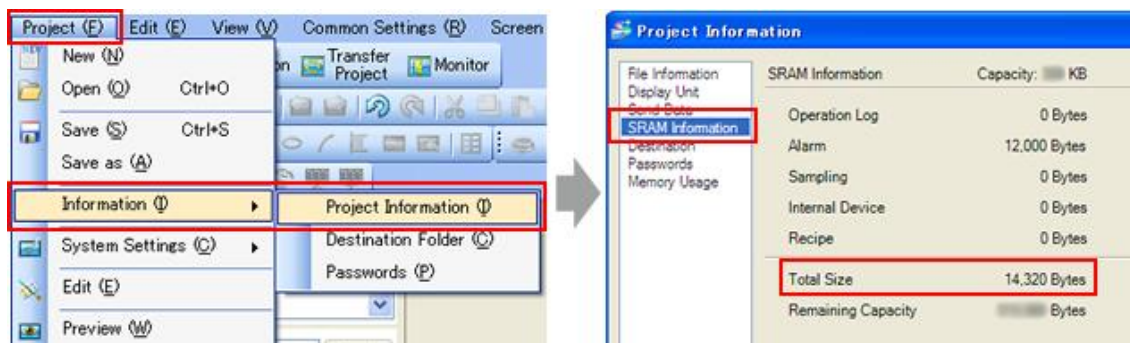 Project (F) Edit (E) View (V) Common Settings (R) Screen
NEW
New (N)
Transfer Project
Monitor
Open (O) Ctrl+O
Save (S) Ctrl+S
Save as (A)
Information (I)
Project Information (I)
System Settings (C)
Destination Folder (C)
Passwords (P)
Edit (E)
Preview (W)
Project Information
File Information
Display Unit
Send Data
SRAM Information
Destination
Passwords
Memory Usage
SRAM Information Capacity: KB
Operation Log 0 Bytes
Alarm 12,000 Bytes
Sampling 0 Bytes
Internal Device 0 Bytes
Recipe 0 Bytes
Total Size 14,320 Bytes
Remaining Capacity Bytes